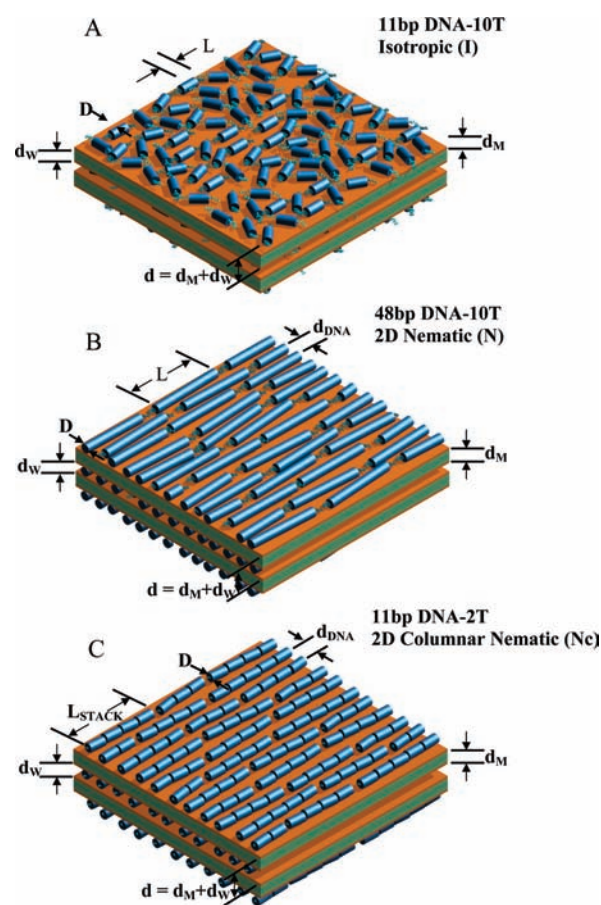 A
11bp DNA-10T
Isotropic (I)
L
D
dW
dM
d = dM+dW
B
48bp DNA-10T
2D Nematic (N)
dDNA
L
D
dW
dM
d = dM+dW
C
11bp DNA-2T
2D Columnar Nematic (Nc)
dDNA
D
LSTACK
dW
dM
d = dM+dW